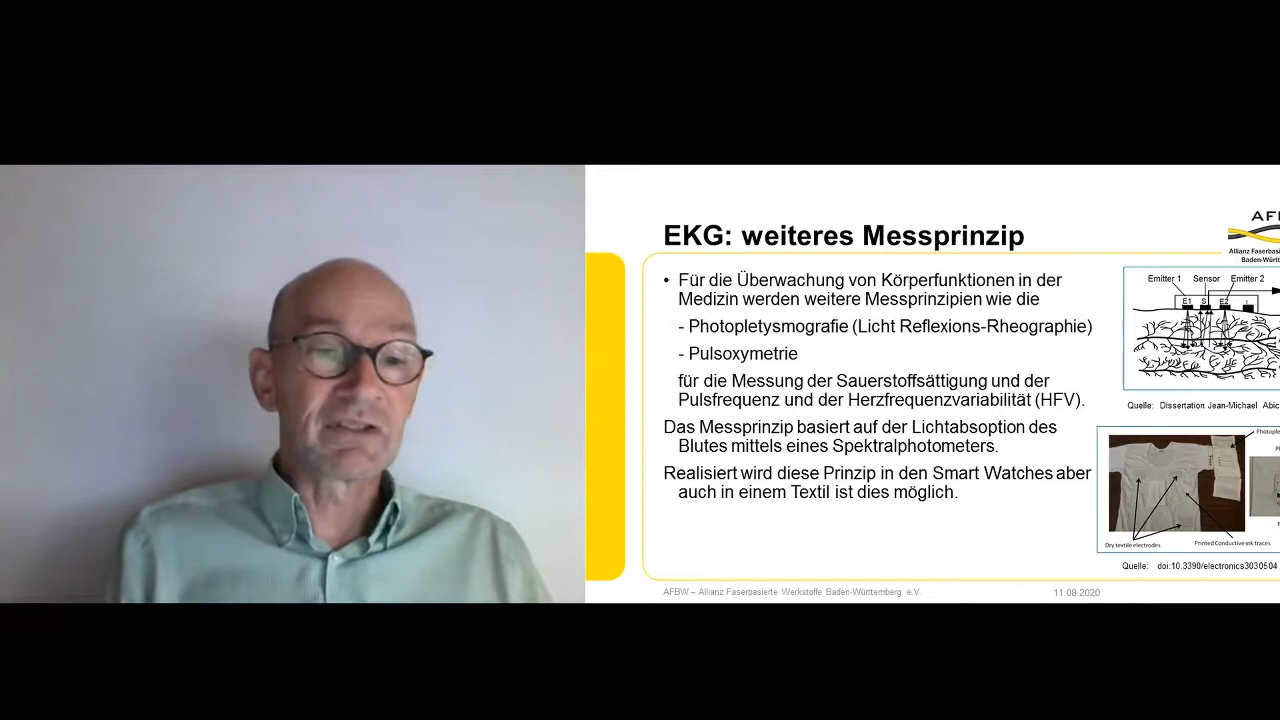 EKG: weiteres Messprinzip
• Für die Überwachung von Körperfunktionen in der
Medizin werden weitere Messprinzipien wie die
- Photopletysmografie (Licht Reflexions-Rheographie)
- Pulsoxymetrie
für die Messung der Sauerstoffsättigung und der
Pulsfrequenz und der Herzfrequenzvariabilität (HFV).
Das Messprinzip basiert auf der Lichtabsoption des
Blutes mittels eines Spektralphotometers.
Realisiert wird diese Prinzip in den Smart Watches aber
auch in einem Textil ist dies möglich.
Allianz
Baden-
Emitter 1 Sensor Emitter 2
E1 S E2
Quelle: Dissertation Jean-Michael
Dry textile electrodes
Printed Conductive ink traces
Quelle: doi:10.3390/electronics3030504
AFBW – Allianz Faserbasierte Werkstoffe Baden-Württemberg e.V.
11.08.2020